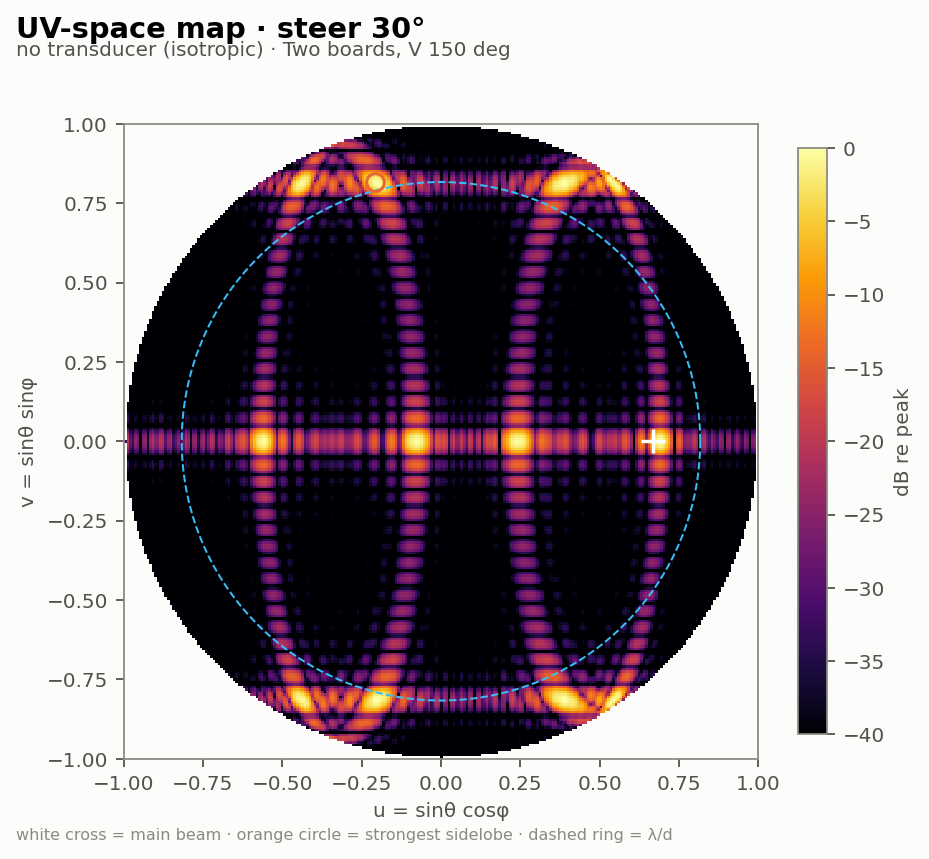 UV-space map · steer 30°
no transducer (isotropic) · Two boards, V 150 deg
1.00
0.75
0.50
0.25
0.00
−0.25
−0.50
−0.75
−1.00
v = sinθ sinφ
−1.00 −0.75 −0.50 −0.25 0.00 0.25 0.50 0.75 1.00
u = sinθ cosφ
0
−5
−10
−15
−20
−25
−30
−35
−40
dB re peak
white cross = main beam · orange circle = strongest sidelobe · dashed ring = λ/d